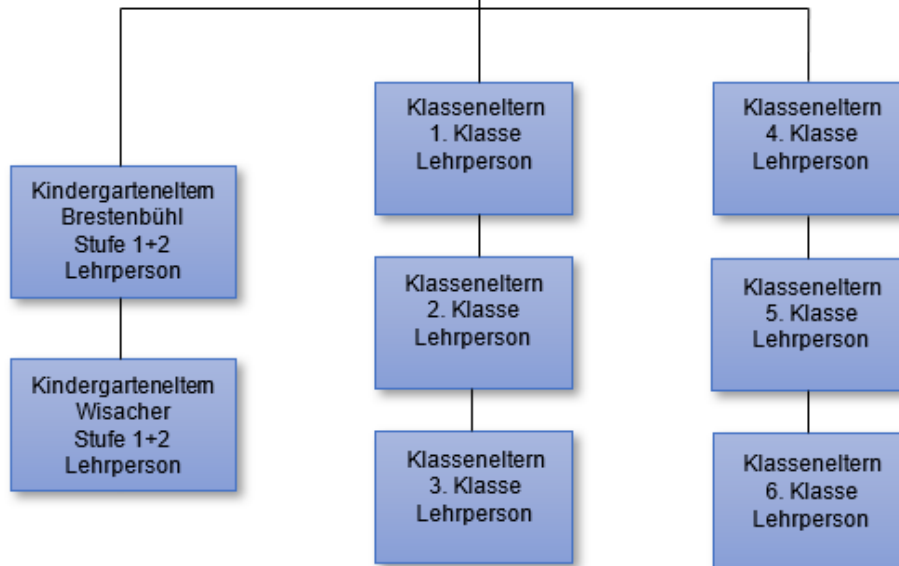 Klasseneltern
1. Klasse
Lehrperson
Klasseneltern
4. Klasse
Lehrperson
Kindergarteneltern
Brestenbühl
Stufe 1+2
Lehrperson
Klasseneltern
2. Klasse
Lehrperson
Klasseneltern
5. Klasse
Lehrperson
Kindergarteneltern
Wisacher
Stufe 1+2
Lehrperson
Klasseneltern
3. Klasse
Lehrperson
Klasseneltern
6. Klasse
Lehrperson